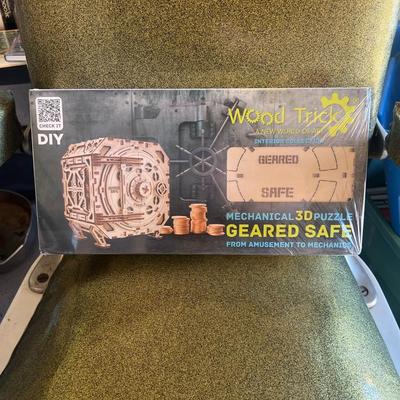 CHECK IT
DIY
Wood Trick
A NEW WORLD OF ART
INTERIOR COLLECTION
GEARED
SAFE
MECHANICAL 3D PUZZLE
GEARED SAFE
FROM AMUSEMENT TO MECHANICS